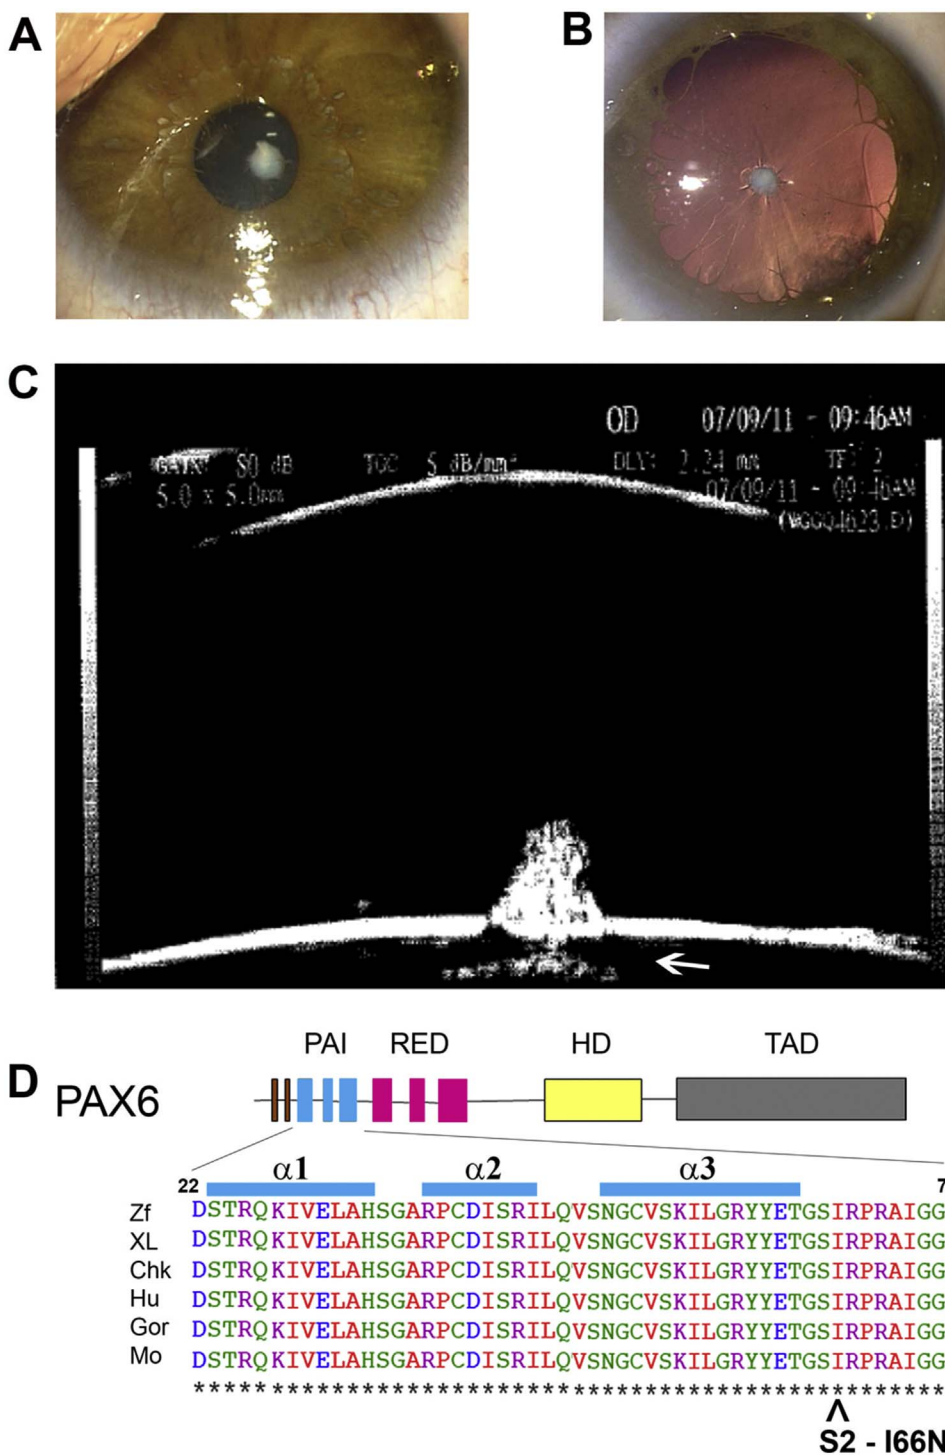 A
B
C
OD 07/09/11 - 09:46AM
GAIN: 80 dB TGC 5 dB/mm DLY: 2.24 mm TF: 2
5.0 x 5.0mm 07/09/11 - 09:46AM
D
PAX6
PAI RED HD TAD
α1 α2 α3
22 7
Zf DSTRQKIVELAHSGARPCDISRILQVSNGCVSKILGRYYETGSIRPRAIGG
XL DSTRQKIVELAHSGARPCDISRILQVSNGCVSKILGRYYETGSIRPRAIGG
Chk DSTRQKIVELAHSGARPCDISRILQVSNGCVSKILGRYYETGSIRPRAIGG
Hu DSTRQKIVELAHSGARPCDISRILQVSNGCVSKILGRYYETGSIRPRAIGG
Gor DSTRQKIVELAHSGARPCDISRILQVSNGCVSKILGRYYETGSIRPRAIGG
Mo DSTRQKIVELAHSGARPCDISRILQVSNGCVSKILGRYYETGSIRPRAIGG
***************************************************
^
S2 - I66N